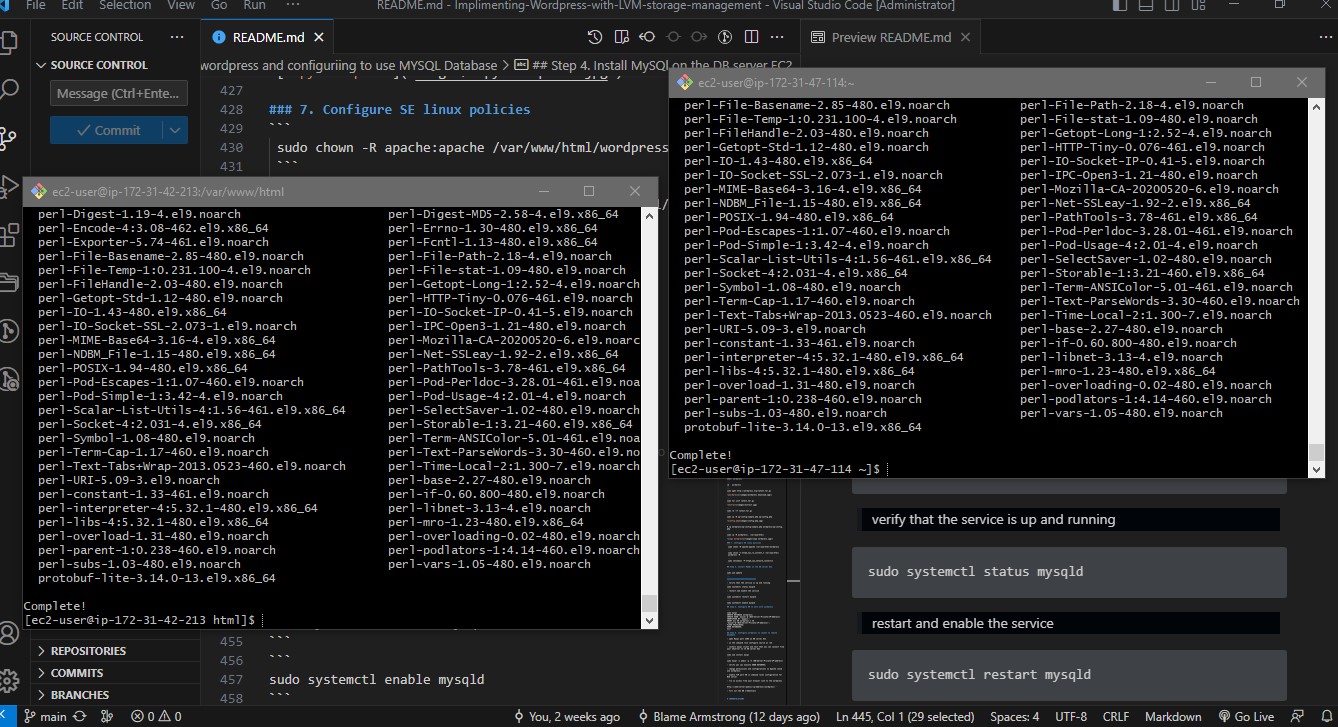 File Edit Selection View Go Run ··· README.md - Implimenting-Wordpress-with-LVM-storage-management - Visual Studio Code [Administrator]
SOURCE CONTROL ···
README.md
Preview README.md
SOURCE CONTROL
wordpress and configuriing to use MYSQL Database > ## Step 4. Install MySQl on the DB server EC2
Message (Ctrl+Ente...
Commit
427
428 ### 7. Configure SE linux policies
429 ```
430 sudo chown -R apache:apache /var/www/html/wordpress
431 ```
ec2-user@ip-172-31-42-213:/var/www/html
perl-Digest-1.19-4.el9.noarch perl-Digest-MD5-2.58-4.el9.x86_64
perl-Encode-4:3.08-462.el9.x86_64 perl-Errno-1.30-480.el9.x86_64
perl-Exporter-5.74-461.el9.noarch perl-Fcntl-1.13-480.el9.x86_64
perl-File-Basename-2.85-480.el9.noarch perl-File-Path-2.18-4.el9.noarch
perl-File-Temp-1:0.231.100-4.el9.noarch perl-File-stat-1.09-480.el9.noarch
perl-FileHandle-2.03-480.el9.noarch perl-Getopt-Long-1:2.52-4.el9.noarch
perl-Getopt-Std-1.12-480.el9.noarch perl-HTTP-Tiny-0.076-461.el9.noarch
perl-IO-1.43-480.el9.x86_64 perl-IO-Socket-IP-0.41-5.el9.noarch
perl-IO-Socket-SSL-2.073-1.el9.noarch perl-IPC-Open3-1.21-480.el9.noarch
perl-MIME-Base64-3.16-4.el9.x86_64 perl-Mozilla-CA-20200520-6.el9.noarc
perl-NDBM_File-1.15-480.el9.x86_64 perl-Net-SSLeay-1.92-2.el9.x86_64
perl-POSIX-1.94-480.el9.x86_64 perl-PathTools-3.78-461.el9.x86_64
perl-Pod-Escapes-1:1.07-460.el9.noarch perl-Pod-Perldoc-3.28.01-461.el9.noa
perl-Pod-Simple-1:3.42-4.el9.noarch perl-Pod-Usage-4:2.01-4.el9.noarch
perl-Scalar-List-Utils-4:1.56-461.el9.x86_64 perl-SelectSaver-1.02-480.el9.noarch
perl-Socket-4:2.031-4.el9.x86_64 perl-Storable-1:3.21-460.el9.x86_64
perl-Symbol-1.08-480.el9.noarch perl-Term-ANSIColor-5.01-461.el9.noa
perl-Term-Cap-1.17-460.el9.noarch perl-Text-ParseWords-3.30-460.el9.no
perl-Text-Tabs+Wrap-2013.0523-460.el9.noarch perl-Time-Local-2:1.300-7.el9.noarch
perl-URI-5.09-3.el9.noarch perl-base-2.27-480.el9.noarch
perl-constant-1.33-461.el9.noarch perl-if-0.60.800-480.el9.noarch
perl-interpreter-4:5.32.1-480.el9.x86_64 perl-libnet-3.13-4.el9.noarch
perl-libs-4:5.32.1-480.el9.x86_64 perl-mro-1.23-480.el9.x86_64
perl-overload-1.31-480.el9.noarch perl-overloading-0.02-480.el9.noarch
perl-parent-1:0.238-460.el9.noarch perl-podlators-1:4.14-460.el9.noarch
perl-subs-1.03-480.el9.noarch perl-vars-1.05-480.el9.noarch
protobuf-lite-3.14.0-13.el9.x86_64
Complete!
[ec2-user@ip-172-31-42-213 html]$
ec2-user@ip-172-31-47-114:~
perl-File-Basename-2.85-480.el9.noarch perl-File-Path-2.18-4.el9.noarch
perl-File-Temp-1:0.231.100-4.el9.noarch perl-File-stat-1.09-480.el9.noarch
perl-FileHandle-2.03-480.el9.noarch perl-Getopt-Long-1:2.52-4.el9.noarch
perl-Getopt-Std-1.12-480.el9.noarch perl-HTTP-Tiny-0.076-461.el9.noarch
perl-IO-1.43-480.el9.x86_64 perl-IO-Socket-IP-0.41-5.el9.noarch
perl-IO-Socket-SSL-2.073-1.el9.noarch perl-IPC-Open3-1.21-480.el9.noarch
perl-MIME-Base64-3.16-4.el9.x86_64 perl-Mozilla-CA-20200520-6.el9.noarch
perl-NDBM_File-1.15-480.el9.x86_64 perl-Net-SSLeay-1.92-2.el9.x86_64
perl-POSIX-1.94-480.el9.x86_64 perl-PathTools-3.78-461.el9.x86_64
perl-Pod-Escapes-1:1.07-460.el9.noarch perl-Pod-Perldoc-3.28.01-461.el9.noarch
perl-Pod-Simple-1:3.42-4.el9.noarch perl-Pod-Usage-4:2.01-4.el9.noarch
perl-Scalar-List-Utils-4:1.56-461.el9.x86_64 perl-SelectSaver-1.02-480.el9.noarch
perl-Socket-4:2.031-4.el9.x86_64 perl-Storable-1:3.21-460.el9.x86_64
perl-Symbol-1.08-480.el9.noarch perl-Term-ANSIColor-5.01-461.el9.noarch
perl-Term-Cap-1.17-460.el9.noarch perl-Text-ParseWords-3.30-460.el9.noarch
perl-Text-Tabs+Wrap-2013.0523-460.el9.noarch perl-Time-Local-2:1.300-7.el9.noarch
perl-URI-5.09-3.el9.noarch perl-base-2.27-480.el9.noarch
perl-constant-1.33-461.el9.noarch perl-if-0.60.800-480.el9.noarch
perl-interpreter-4:5.32.1-480.el9.x86_64 perl-libnet-3.13-4.el9.noarch
perl-libs-4:5.32.1-480.el9.x86_64 perl-mro-1.23-480.el9.x86_64
perl-overload-1.31-480.el9.noarch perl-overloading-0.02-480.el9.noarch
perl-parent-1:0.238-460.el9.noarch perl-podlators-1:4.14-460.el9.noarch
perl-subs-1.03-480.el9.noarch perl-vars-1.05-480.el9.noarch
protobuf-lite-3.14.0-13.el9.x86_64
Complete!
[ec2-user@ip-172-31-47-114 ~]$
verify that the service is up and running
sudo systemctl status mysqld
restart and enable the service
sudo systemctl restart mysqld
455 ```
456 ```
457 sudo systemctl enable mysqld
458 ```
REPOSITORIES
COMMITS
BRANCHES
main 0 0 You, 2 weeks ago Blame Armstrong (12 days ago) Ln 445, Col 1 (29 selected) Spaces: 4 UTF-8 CRLF Markdown Go Live